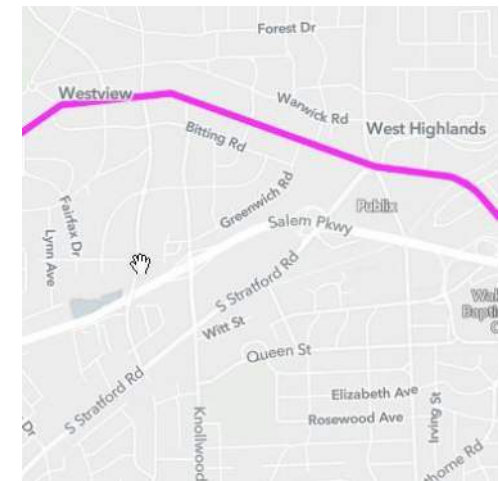 Forest Dr
Westview
Warwick Rd
West Highlands
Bitting Rd
Greenwich Rd
Publix
Fairfax Dr
Salem Pkwy
Lynn Ave
S Stratford Rd
Witt St
Queen St
S Stratford Rd
Elizabeth Ave
Rosewood Ave
Irving St
Knollwood
Dr